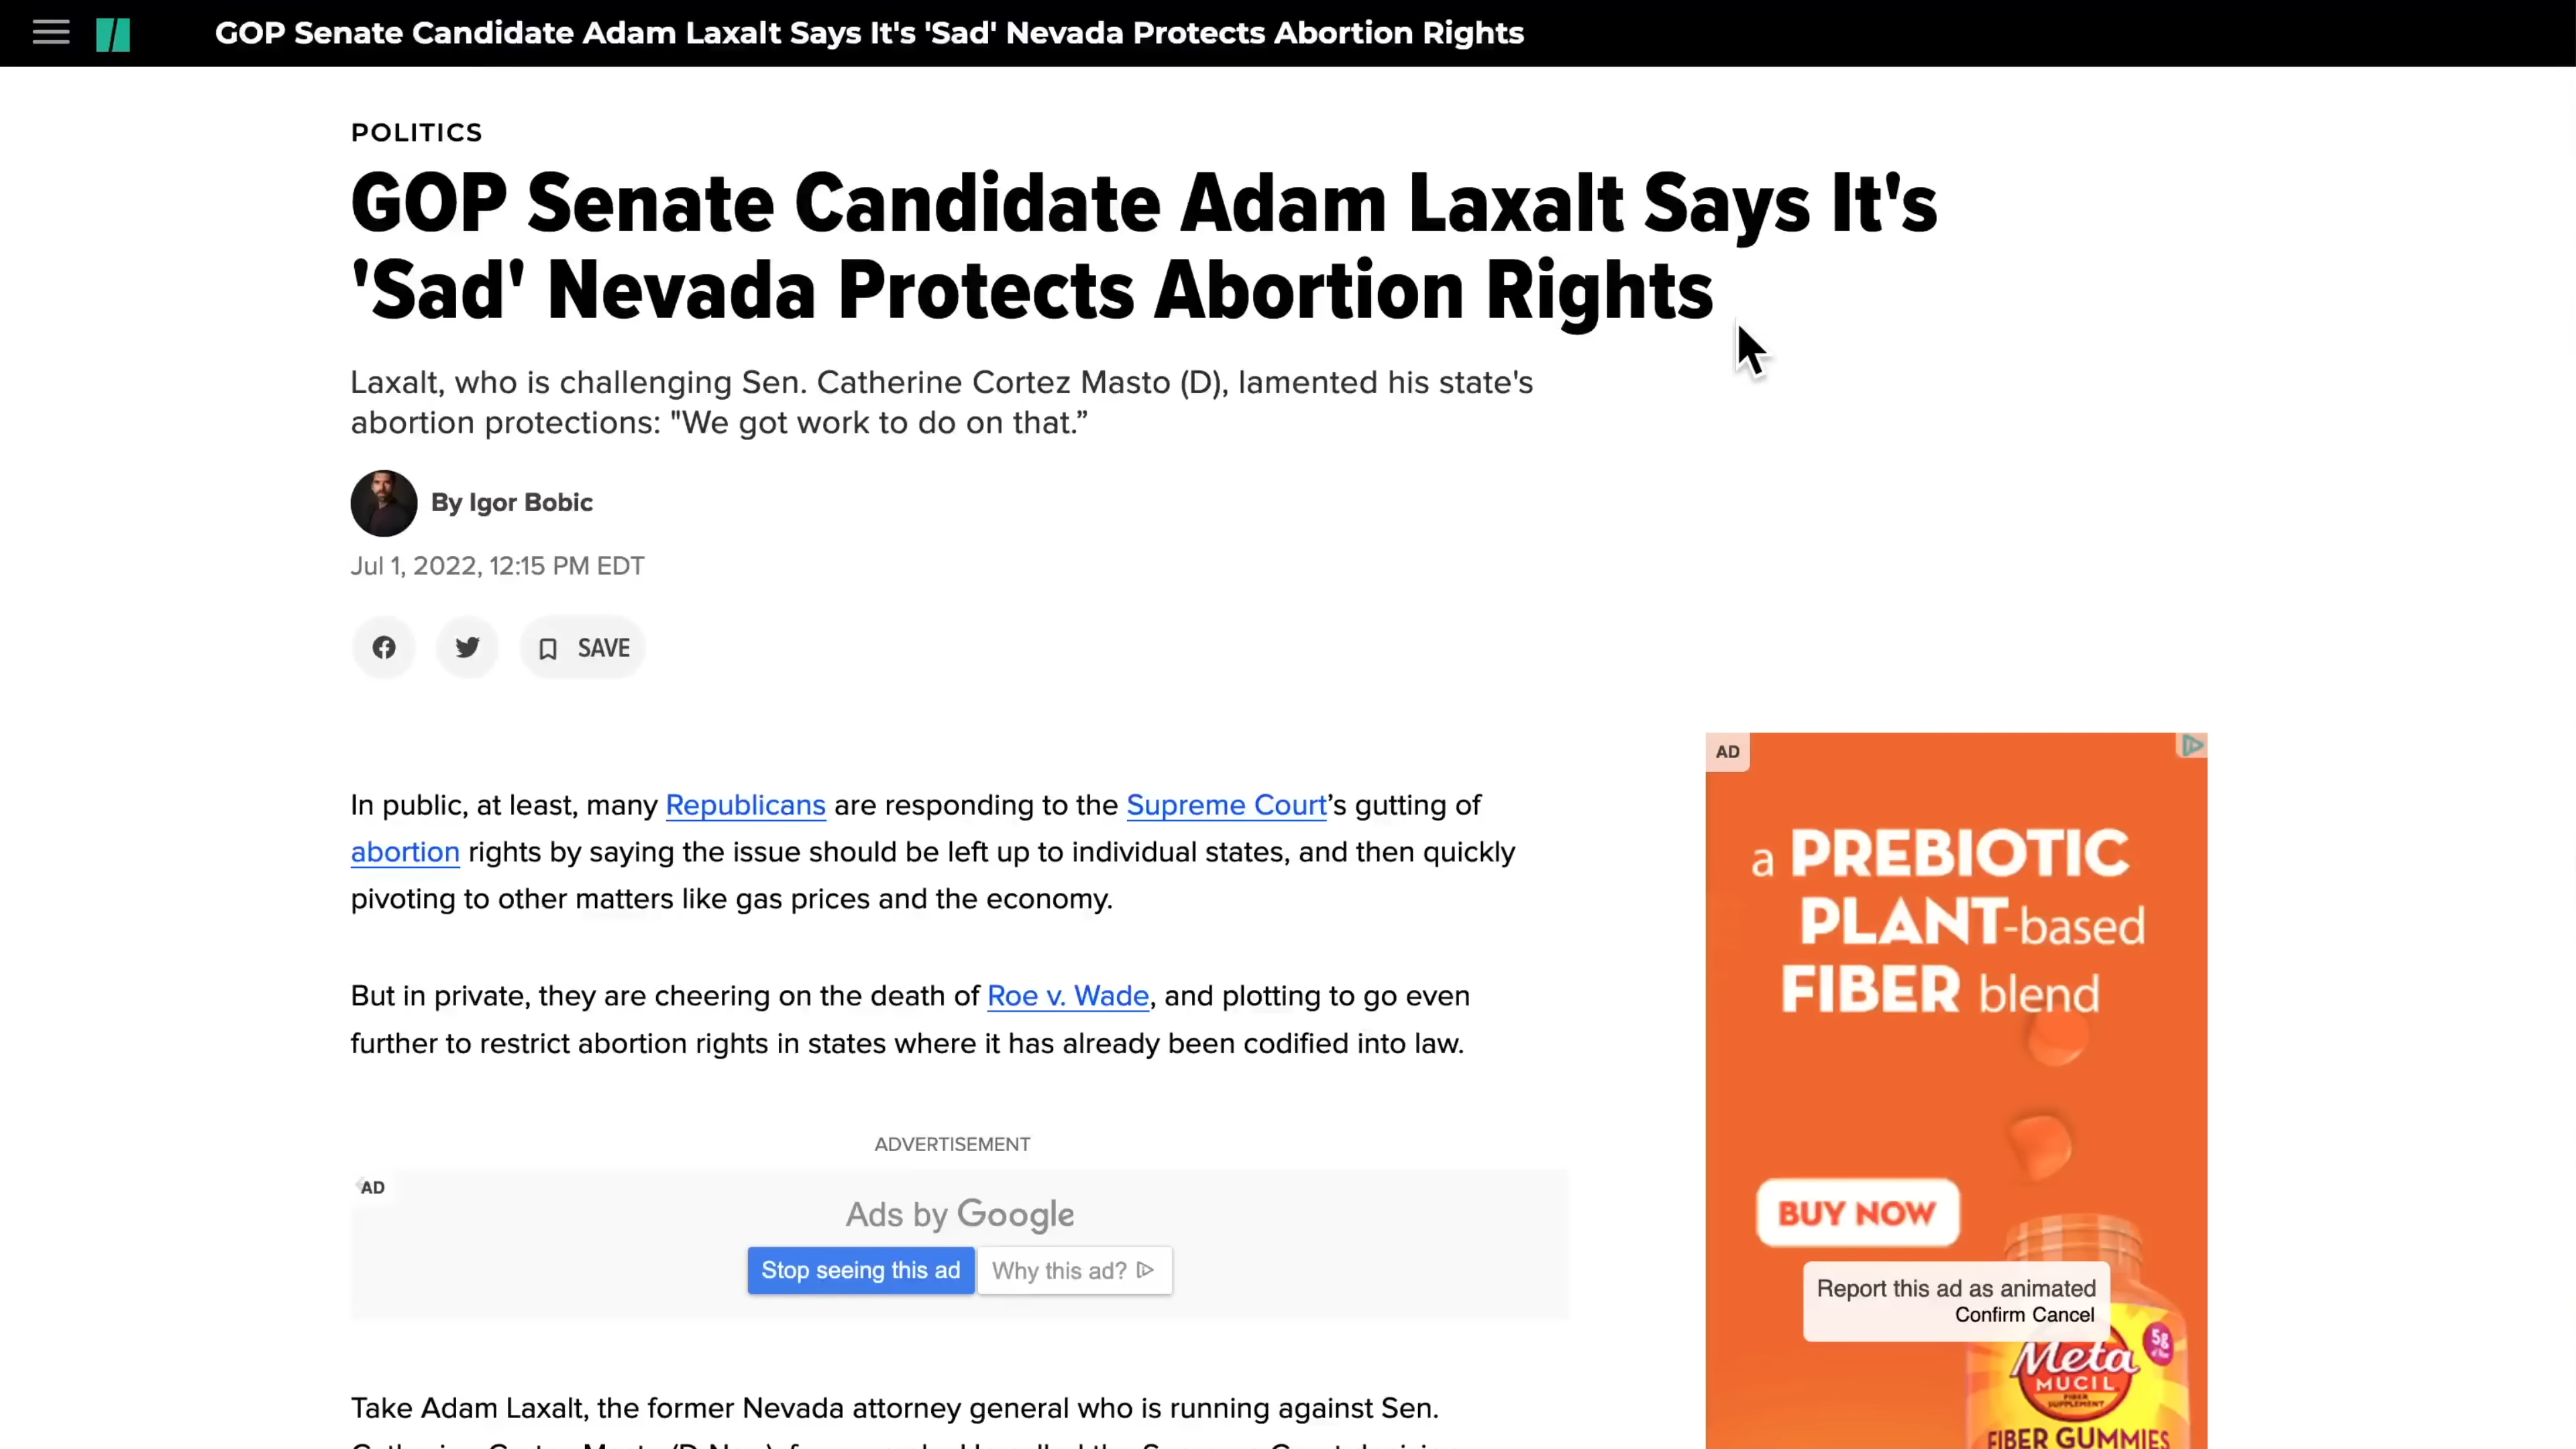 GOP Senate Candidate Adam Laxalt Says It's 'Sad' Nevada Protects Abortion Rights
POLITICS
GOP Senate Candidate Adam Laxalt Says It's
'Sad' Nevada Protects Abortion Rights
Laxalt, who is challenging Sen. Catherine Cortez Masto (D), lamented his state's
abortion protections: "We got work to do on that.”
By Igor Bobic
Jul 1, 2022, 12:15 PM EDT
SAVE
In public, at least, many Republicans are responding to the Supreme Court’s gutting of
abortion rights by saying the issue should be left up to individual states, and then quickly
pivoting to other matters like gas prices and the economy.
But in private, they are cheering on the death of Roe v. Wade, and plotting to go even
further to restrict abortion rights in states where it has already been codified into law.
ADVERTISEMENT
AD
Ads by Google
Stop seeing this ad
Why this ad?
Take Adam Laxalt, the former Nevada attorney general who is running against Sen.
AD
a PREBIOTIC
PLANT-based
FIBER blend
BUY NOW
Report this ad as animated
Confirm Cancel
5g
Meta
MUCIL
FIBER
SUPPLEMENT
FIBER GUMMIES